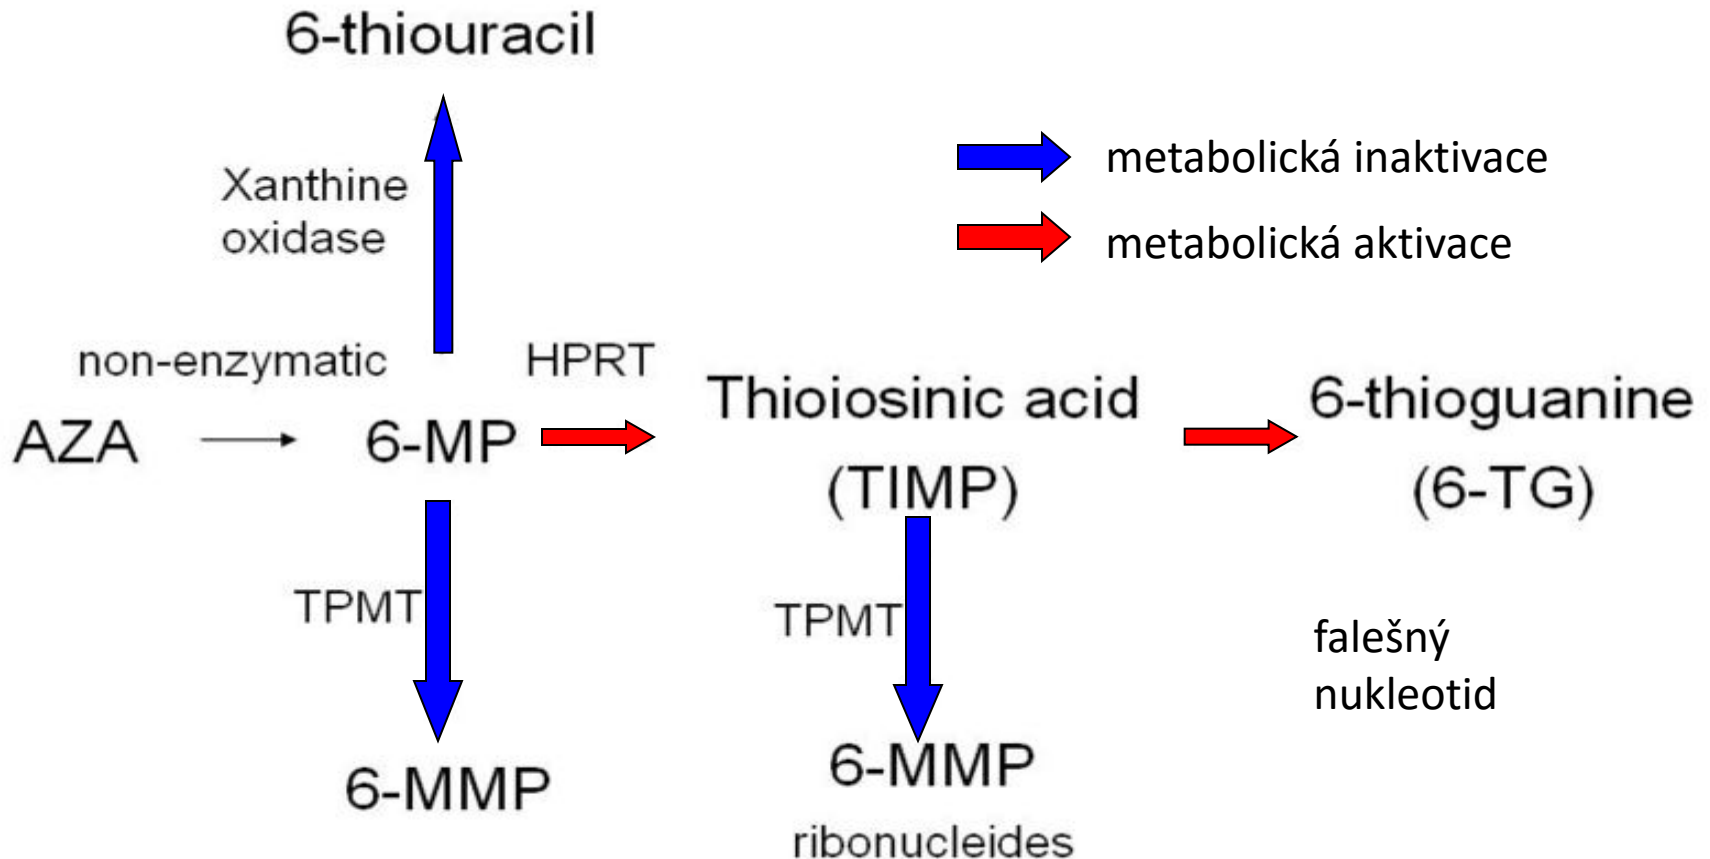 6-thiouracil
Xanthine
oxidase
metabolická inaktivace
metabolická aktivace
non-enzymatic
HPRT
AZA
6-MP
Thioiosinic acid
(TIMP)
6-thioguanine
(6-TG)
TPMT
TPMT
falešný
nukleotid
6-MMP
6-MMP
ribonucleides